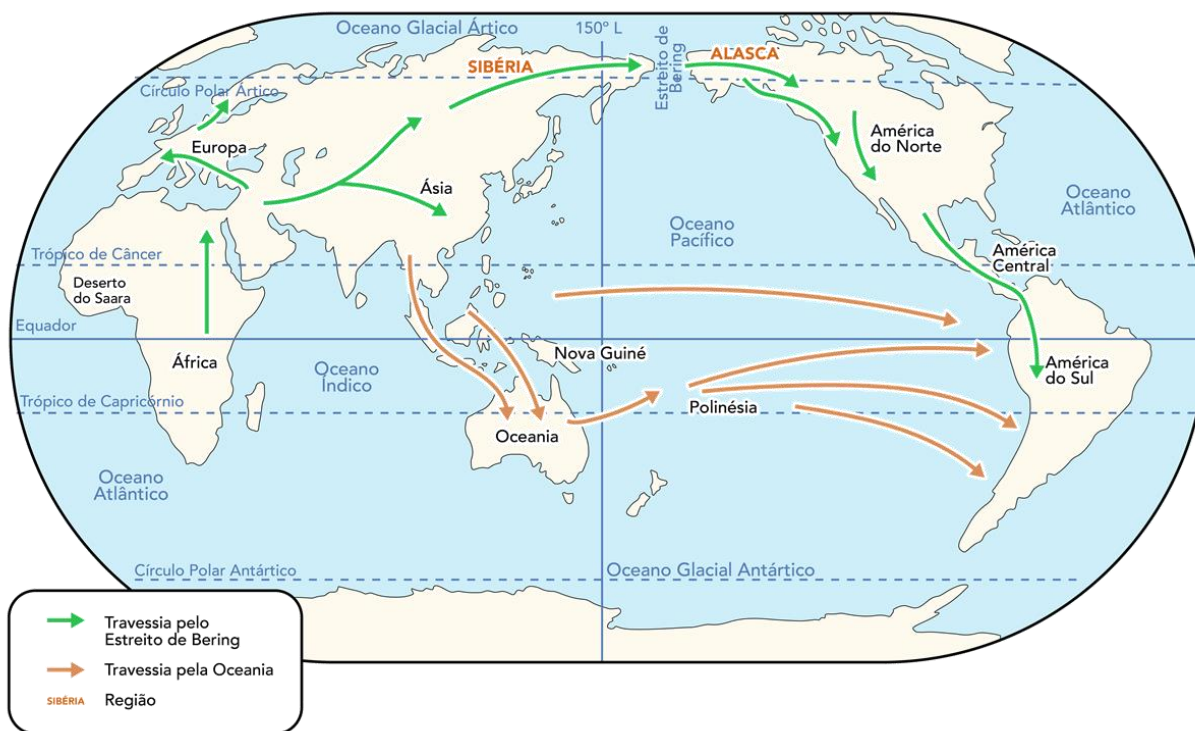 Oceano Glacial Ártico
150° L
Estreito de
Bering
ALASCA
SIBÉRIA
Círculo Polar Ártico
Europa
América
do Norte
Ásia
Oceano
Atlântico
Oceano
Pacífico
Trópico de Câncer
América
Central
Deserto
do Saara
Equador
África
Oceano
Índico
Nova Guiné
América
do Sul
Trópico de Capricórnio
Polinésia
Oceania
Oceano
Atlântico
Círculo Polar Antártico
Oceano Glacial Antártico
Travessia pelo
Estreito de Bering
Travessia pela Oceania
SIBÉRIA Região